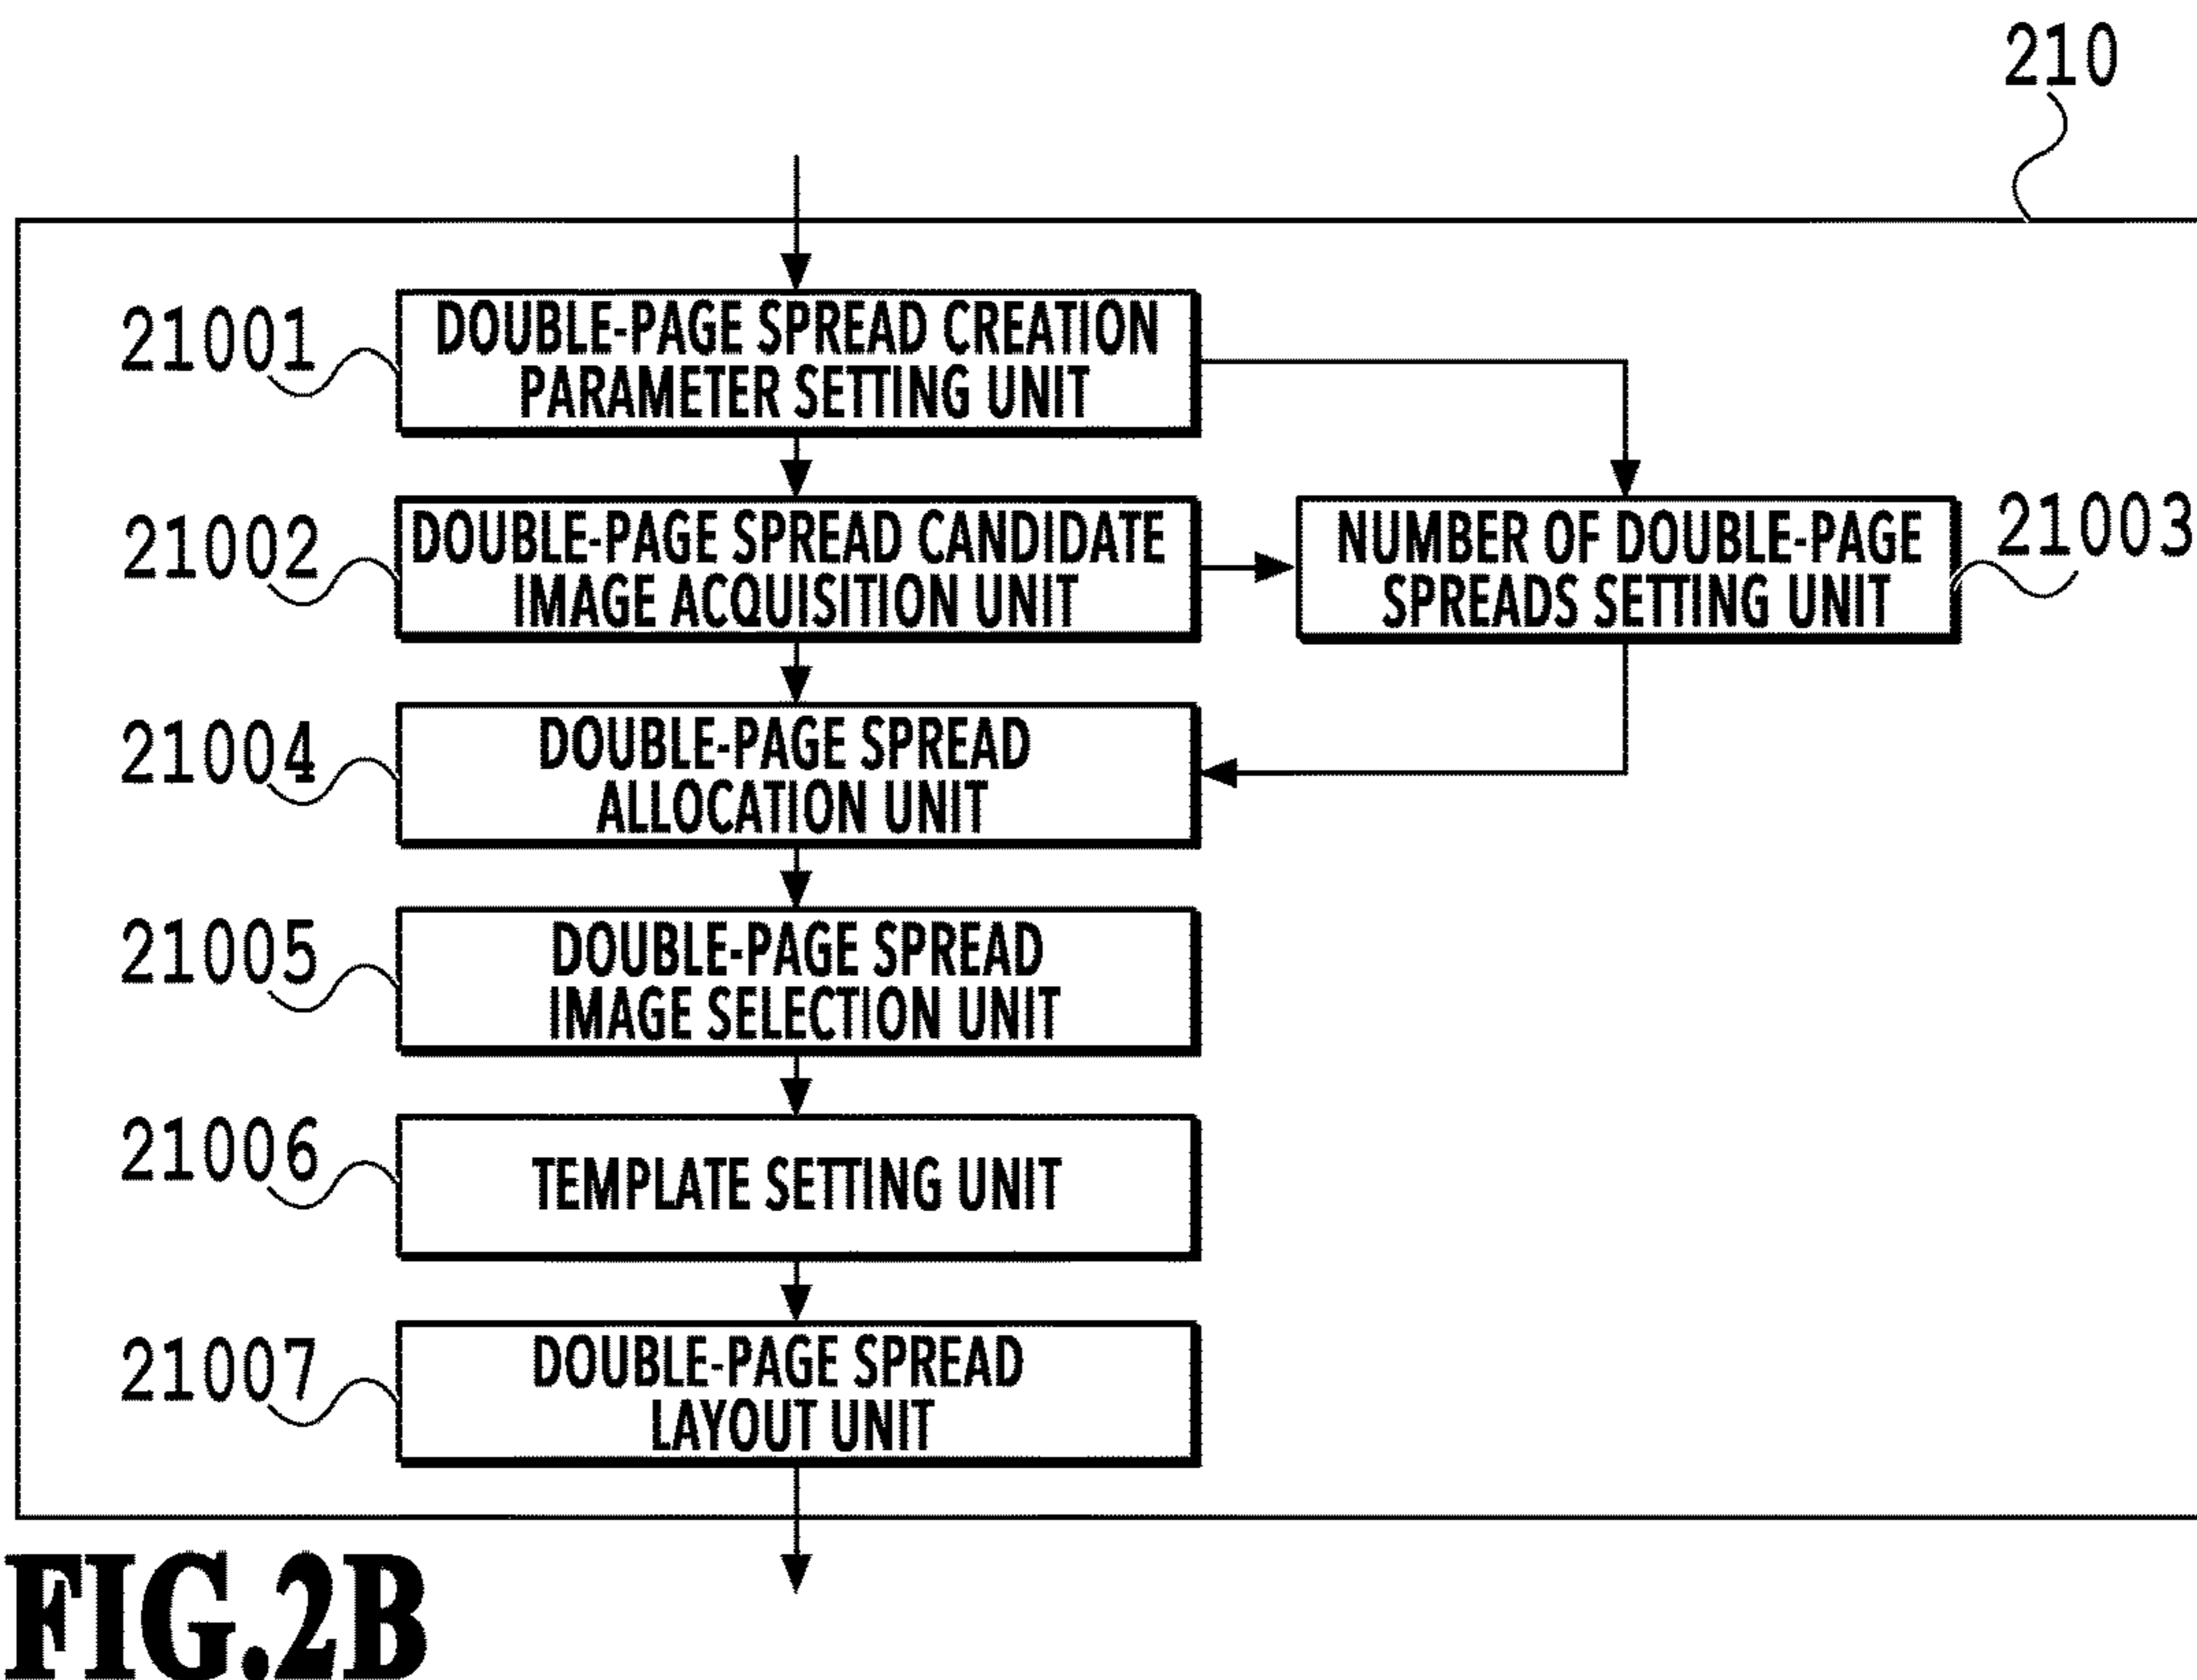 210
21001
DOUBLE-PAGE SPREAD CREATION
PARAMETER SETTING UNIT
21002
DOUBLE-PAGE SPREAD CANDIDATE
IMAGE ACQUISITION UNIT
NUMBER OF DOUBLE-PAGE
SPREADS SETTING UNIT
21003
21004
DOUBLE-PAGE SPREAD
ALLOCATION UNIT
21005
DOUBLE-PAGE SPREAD
IMAGE SELECTION UNIT
21006
TEMPLATE SETTING UNIT
21007
DOUBLE-PAGE SPREAD
LAYOUT UNIT
FIG.2B